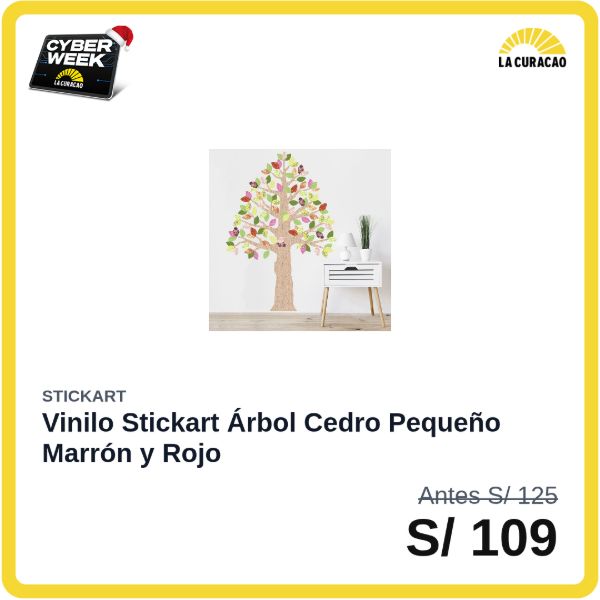 CYBER
WEEK
LA CURACAO
LA CURACAO
STICKART
Vinilo Stickart Árbol Cedro Pequeño
Marrón y Rojo
Antes S/ 125
S/ 109